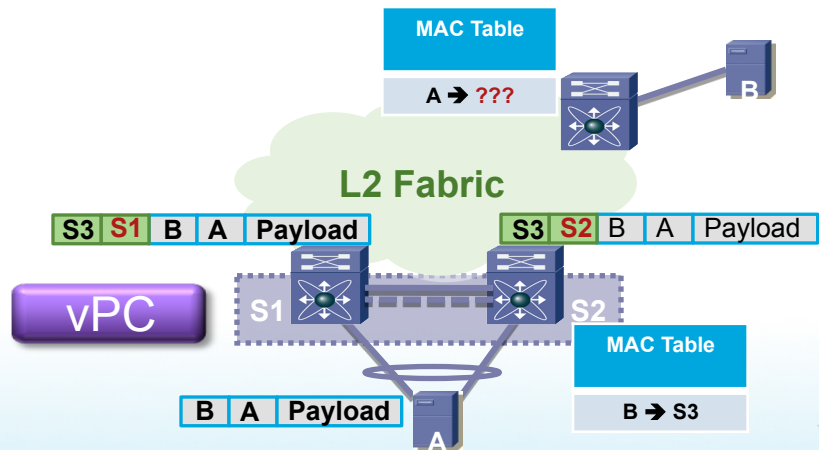 MAC Table
A ➔ ???
B
L2 Fabric
S3 S1 B A Payload
S3 S2 B A Payload
vPC
S1
S2
MAC Table
B ➔ S3
B A Payload
A